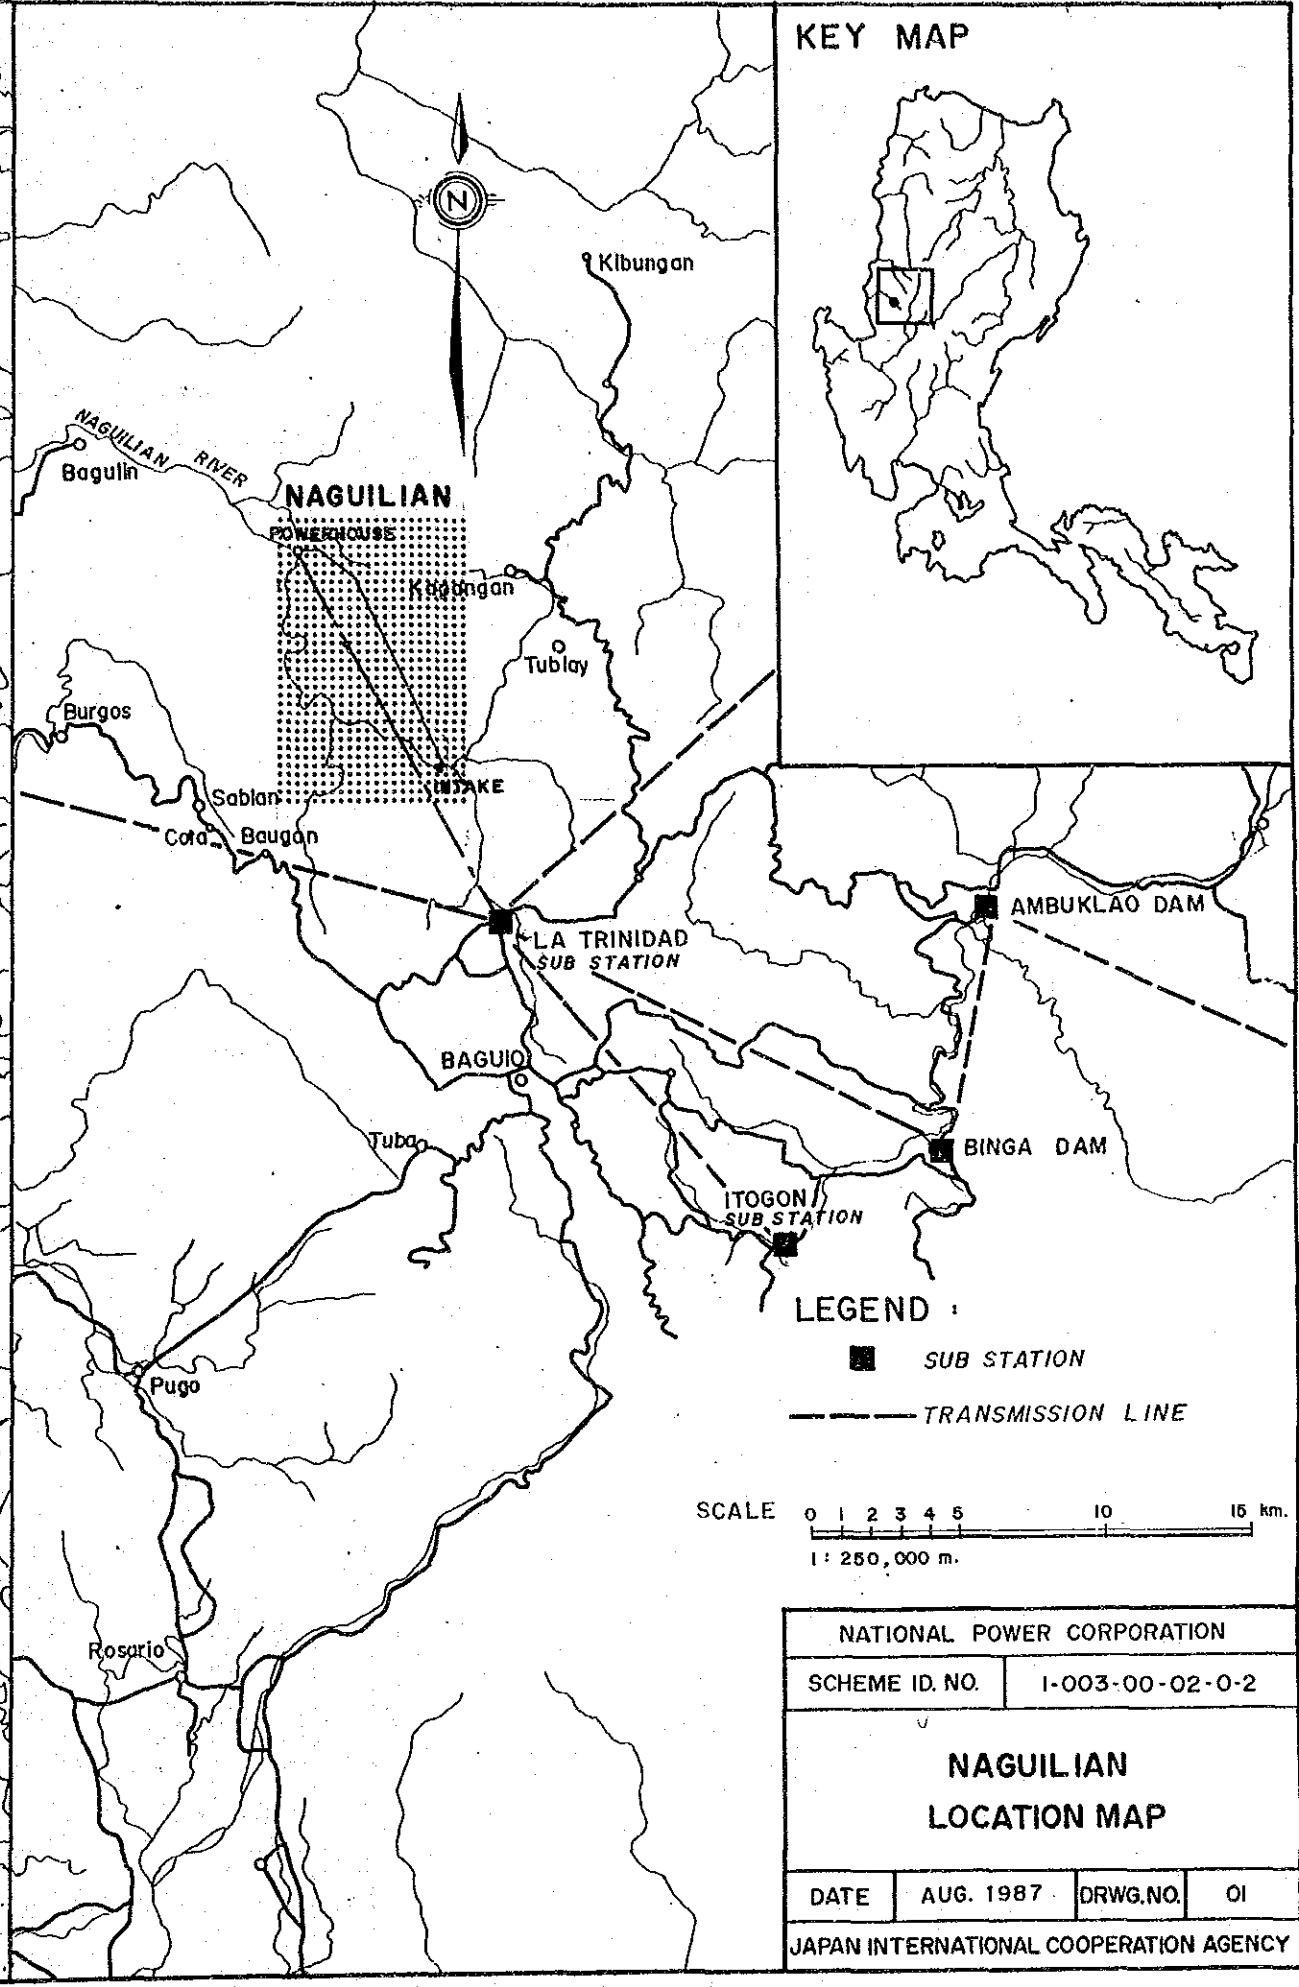 KEY MAP
N
Kibungan
NAGUILIAN RIVER
Bagulin
NAGUILIAN
POWERHOUSE
Kapangan
Tublay
Burgos
INTAKE
Sablan
Cota
Baugan
LA TRINIDAD
SUB STATION
AMBUKLAO DAM
BAGUIO
Tuba
BINGA DAM
ITOGON
SUB STATION
LEGEND :
SUB STATION
TRANSMISSION LINE
Pugo
SCALE 0 1 2 3 4 5 10 15 km.
1 : 250,000 m.
Rosario
NATIONAL POWER CORPORATION
SCHEME ID. NO. 1-003-00-02-0-2
NAGUILIAN
LOCATION MAP
DATE AUG. 1987 DRWG.NO. 01
JAPAN INTERNATIONAL COOPERATION AGENCY